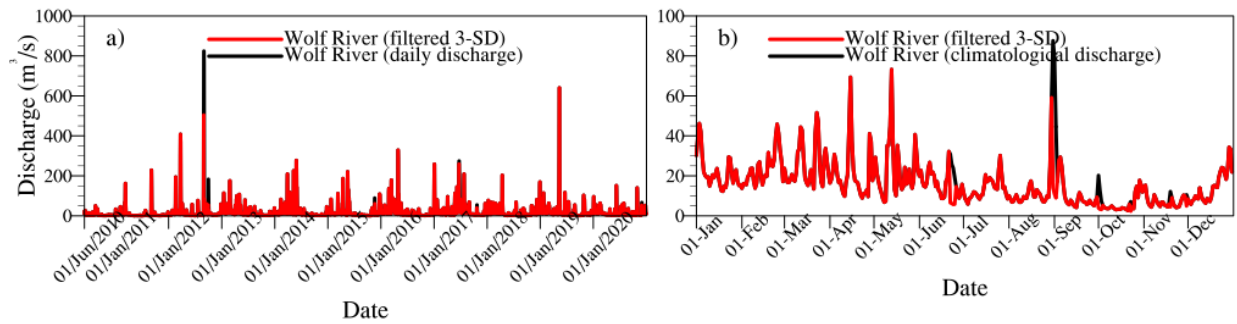 1000
800
600
400
200
0
Discharge (m³/s)
a)
Wolf River (filtered 3-SD)
Wolf River (daily discharge)
01/Jun/2010
01/Jan/2011
01/Jan/2012
01/Jan/2013
01/Jan/2014
01/Jan/2015
01/Jan/2016
01/Jan/2017
01/Jan/2018
01/Jan/2019
01/Jan/2020
Date
100
80
60
40
20
0
b)
Wolf River (filtered 3-SD)
Wolf River (climatological discharge)
01-Jan
01-Feb
01-Mar
01-Apr
01-May
01-Jun
01-Jul
01-Aug
01-Sep
01-Oct
01-Nov
01-Dec
Date